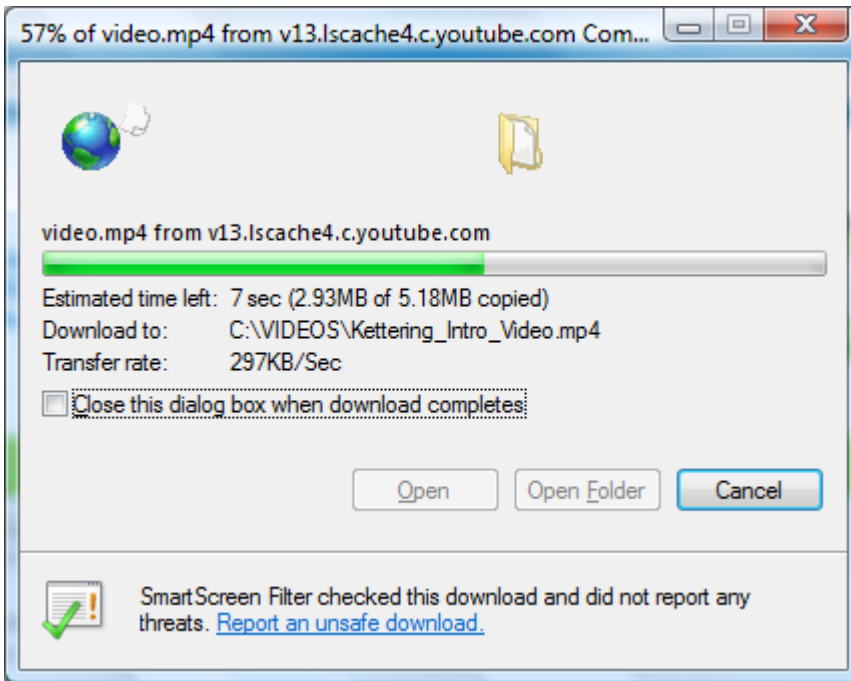 57% of video.mp4 from v13.lscache4.c.youtube.com Com...
video.mp4 from v13.lscache4.c.youtube.com
Estimated time left: 7 sec (2.93MB of 5.18MB copied)
Download to: C:\VIDEOS\Kettering_Intro_Video.mp4
Transfer rate: 297KB/Sec
Close this dialog box when download completes
Open Open Folder Cancel
SmartScreen Filter checked this download and did not report any
threats. Report an unsafe download.